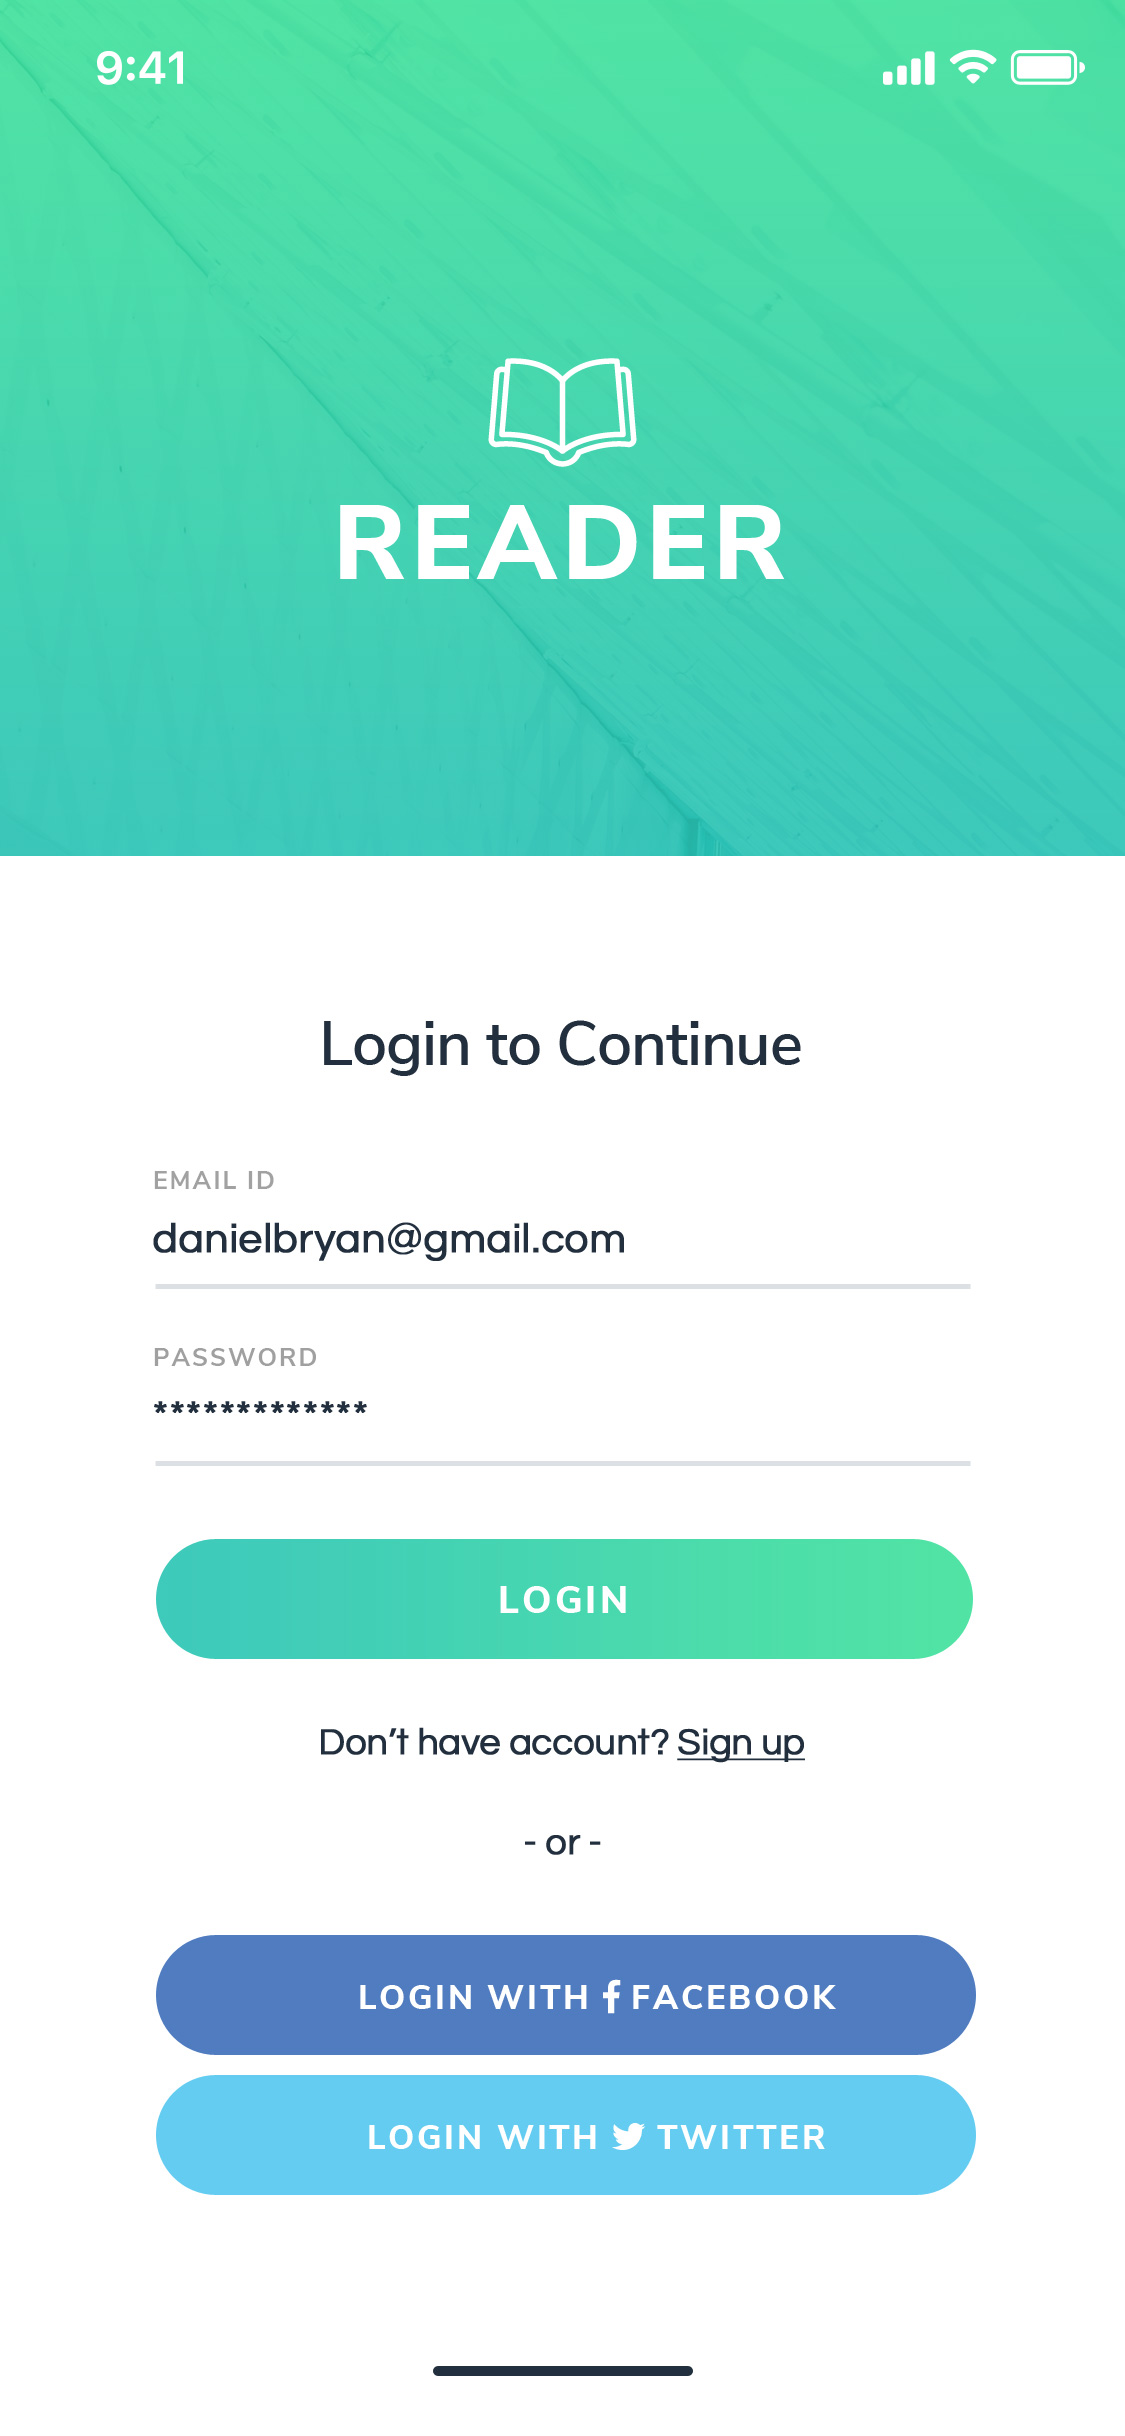 9:41
READER
Login to Continue
EMAIL ID
danielbryan@gmail.com
PASSWORD
*************
LOGIN
Don’t have account? Sign up
- or -
LOGIN WITH FACEBOOK
LOGIN WITH TWITTER